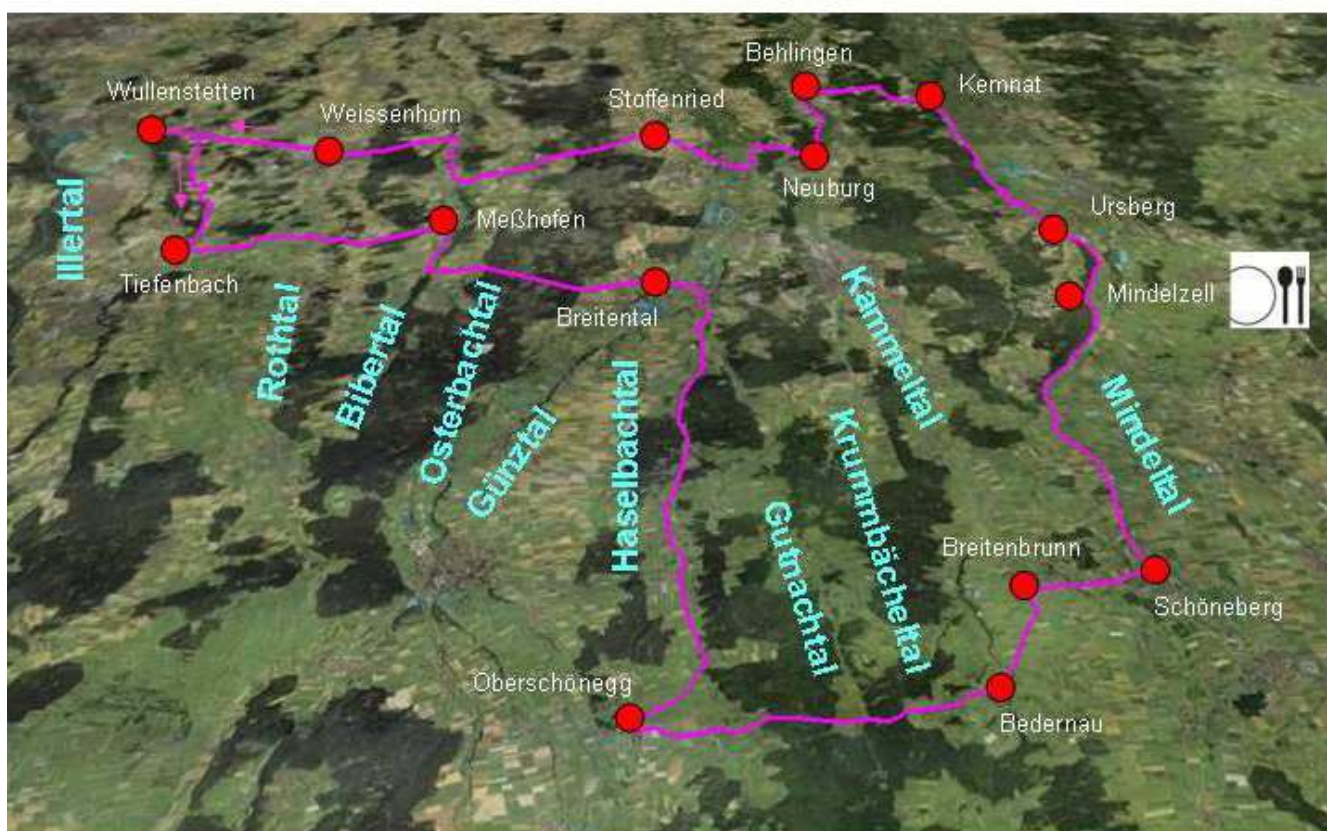 Behlingen
Kemnat
Wullenstetten
Weissenhorn
Stoffenried
Neuburg
Meßhofen
Ursberg
Illertal
Tiefenbach
Breitental
Mindelzell
Rothtal
Bibertal
Osterbachtal
Günztal
Haselbachtal
Kammeltal
Krummbächeltal
Gutnachtal
Mindeltal
Breitenbrunn
Schöneberg
Oberschönegg
Bedernau